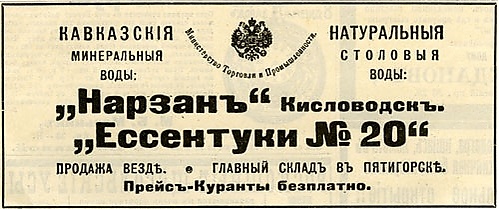 КАВКАЗСКІЯ
МИНЕРАЛЬНЫЯ
ВОДЫ:
Министерство Торговли и Промышленности.
НАТУРАЛЬНЫЯ
СТОЛОВЫЯ
ВОДЫ:
„Нарзанъ“ Кисловодскъ.
„Ессентуки № 20“
ПРОДАЖА ВЕЗДѢ. • ГЛАВНЫЙ СКЛАДЪ ВЪ ПЯТИГОРСКѢ.
Прейсъ-Куранты безплатно.